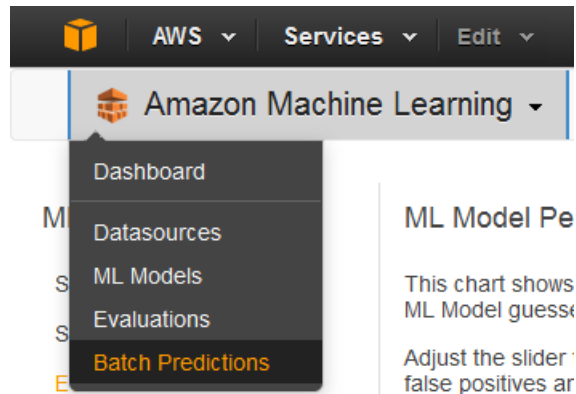 AWS Services Edit
Amazon Machine Learning
Dashboard
Datasources
ML Models
Evaluations
Batch Predictions
ML Model Pe
This chart shows
ML Model guesse
Adjust the slider
false positives an